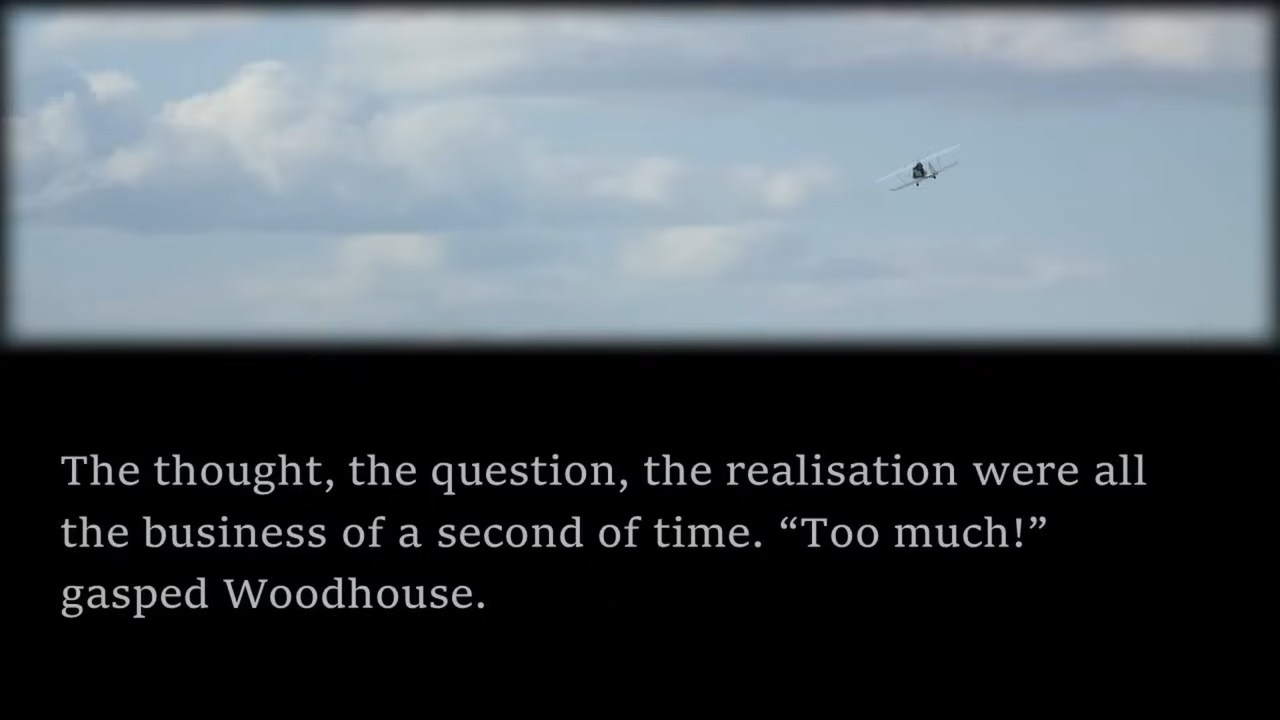 The thought, the question, the realisation were all
the business of a second of time. “Too much!”
gasped Woodhouse.